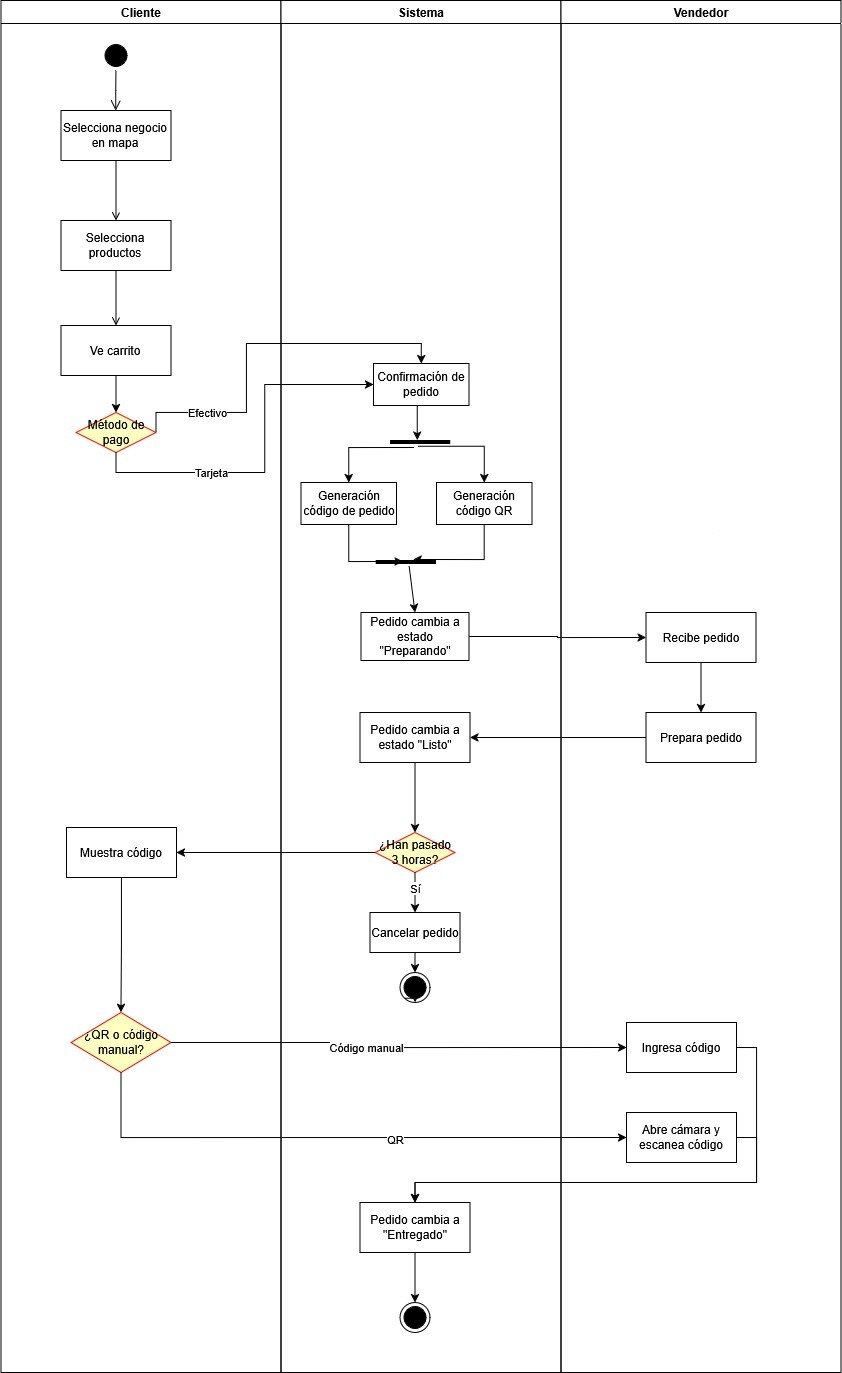 Cliente
Sistema
Vendedor
Selecciona negocio
en mapa
Selecciona
productos
Ve carrito
Método de
pago
Efectivo
Tarjeta
Confirmación de
pedido
Generación
código de pedido
Generación
código QR
Pedido cambia a
estado
"Preparando"
Recibe pedido
Prepara pedido
Pedido cambia a
estado "Listo"
¿Han pasado
3 horas?
Sí
Muestra código
Cancelar pedido
¿QR o código
manual?
Código manual
Ingresa código
QR
Abre cámara y
escanea código
Pedido cambia a
"Entregado"